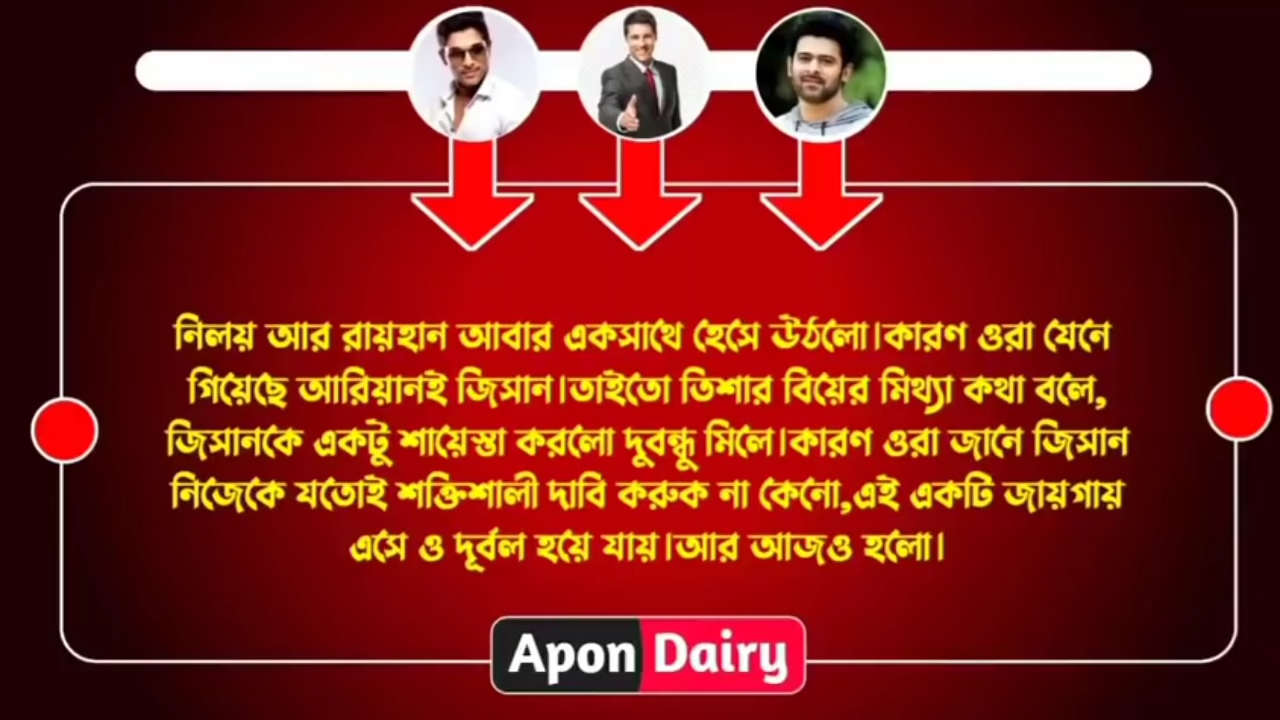 নিলয় আর রায়হান আবার একসাথে হেসে ঊঠলো।কারণ ওরা যেনে
গিয়েছে আরিয়ানই জিসান।তাইতো তিশার বিয়ের মিথ্যা কথা বলে,
জিসানকে একটু শায়েস্তা করলো দুবন্ধু মিলে।কারণ ওরা জানে জিসান
নিজেকে যতোই শক্তিশালী দাবি করুক না কেনো,এই একটি জায়গায়
এসে ও দূর্বল হয়ে যায়।আর আজও হলো।
Apon Dairy